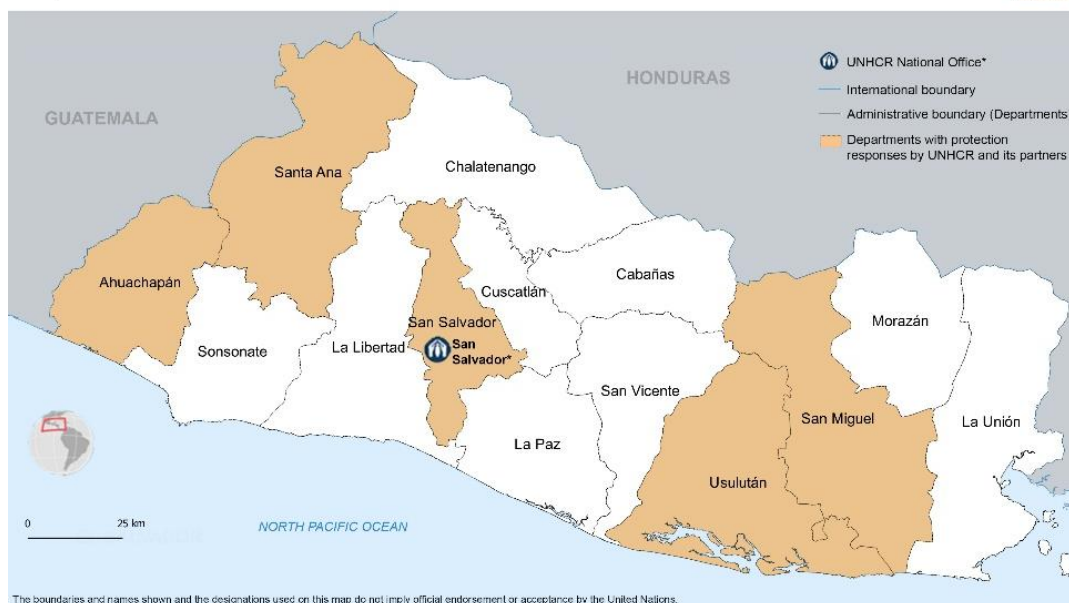 UNHCR National Office*
HONDURAS
International boundary
GUATEMALA
Administrative boundary (Departments
Departments with protection
responses by UNHCR and its partners
Chalatenango
Santa Ana
Cabañas
Ahuachapán
Cuscatlán
San Salvador
Morazán
La Libertad
San
Salvador*
Sonsonate
San Vicente
San Miguel
La Unión
La Paz
Usulután
0 25 km
NORTH PACIFIC OCEAN
The boundaries and names shown and the designations used on this map do not imply official endorsement or acceptance by the United Nations.